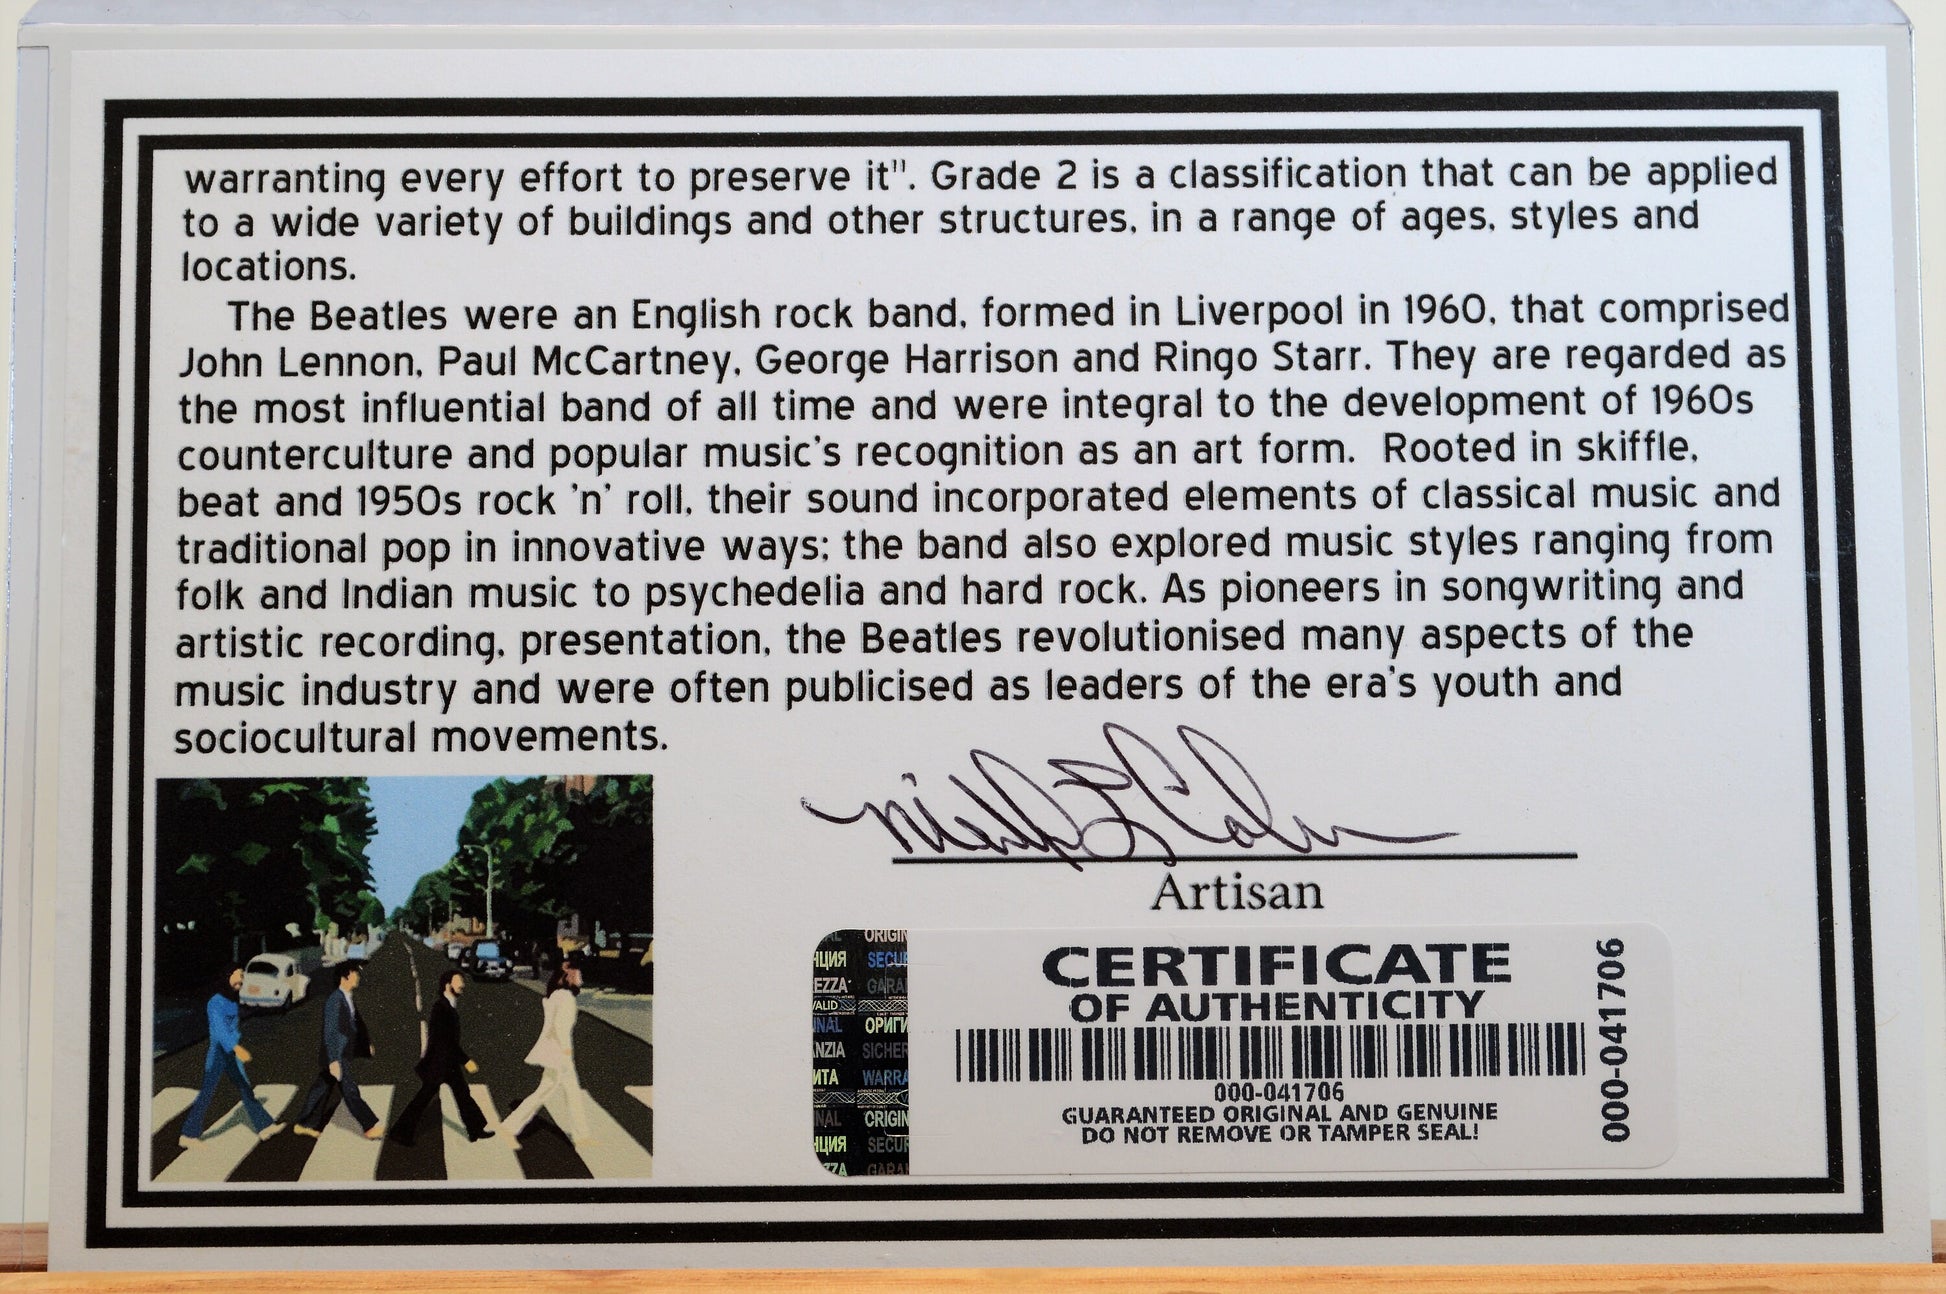 warranting every effort to preserve it". Grade 2 is a classification that can be applied
to a wide variety of buildings and other structures, in a range of ages, styles and
locations.
The Beatles were an English rock band, formed in Liverpool in 1960, that comprised
John Lennon, Paul McCartney, George Harrison and Ringo Starr. They are regarded as
the most influential band of all time and were integral to the development of 1960s
counterculture and popular music's recognition as an art form. Rooted in skiffle,
beat and 1950s rock 'n' roll, their sound incorporated elements of classical music and
traditional pop in innovative ways; the band also explored music styles ranging from
folk and Indian music to psychedelia and hard rock. As pioneers in songwriting and
artistic recording, presentation, the Beatles revolutionised many aspects of the
music industry and were often publicised as leaders of the era's youth and
sociocultural movements.
Artisan
CERTIFICATE
OF AUTHENTICITY
000-041706
GUARANTEED ORIGINAL AND GENUINE
DO NOT REMOVE OR TAMPER SEAL!
000-041706